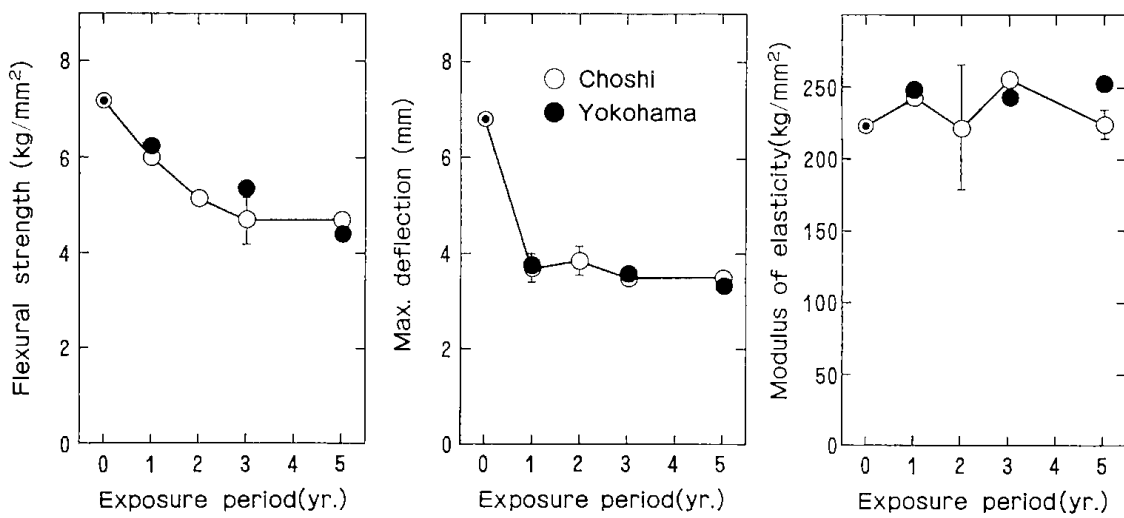 Flexural strength (kg/mm²)
8
6
4
2
0
0 1 2 3 4 5
Exposure period(yr.)
Max. deflection (mm)
8
6
4
2
0
0 1 2 3 4 5
Exposure period(yr.)
Choshi
Yokohama
Modulus of elasticity(kg/mm²)
250
200
150
100
50
0
0 1 2 3 4 5
Exposure period(yr.)